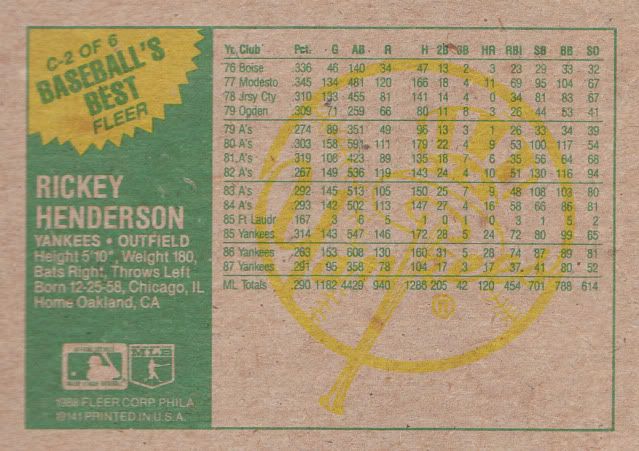 C-2 OF 6
BASEBALL'S
BEST
FLEER
RICKEY
HENDERSON
YANKEES • OUTFIELD
Height 5'10", Weight 180,
Bats Right, Throws Left
Born 12-25-58, Chicago, IL
Home Oakland, CA
MLB
1988 FLEER CORP PHILA
19141 PRINTED IN U.S.A.
Yr. Club Pct. G AB R H 2B 3B HR RBI SB BB SO
76 Boise .336 46 140 34 47 13 2 3 23 29 33 32
77 Modesto .345 134 481 120 166 18 4 11 69 95 104 67
78 Jrsy Cty .310 133 455 81 141 14 4 0 34 81 83 67
79 Ogden .309 71 259 66 80 11 8 3 26 44 53 41
79 A's .274 89 351 49 96 13 3 1 26 33 34 39
80 A's .303 158 591 111 179 22 4 9 53 100 117 54
81 A's .319 108 423 89 135 18 7 6 35 56 64 68
82 A's .267 149 536 119 143 24 4 10 51 130 116 94
83 A's .292 145 513 105 150 25 7 9 48 108 103 80
84 A's .293 142 502 113 147 27 4 16 58 66 86 81
85 Ft Laudr .167 3 6 5 1 0 1 0 3 1 5 2
85 Yankees .314 143 547 146 172 28 5 24 72 80 99 65
86 Yankees .263 153 608 130 160 31 5 28 74 87 89 81
87 Yankees .291 95 358 78 104 17 3 17 37 41 80 52
ML Totals .290 1182 4429 940 1286 205 42 120 454 701 788 614
®